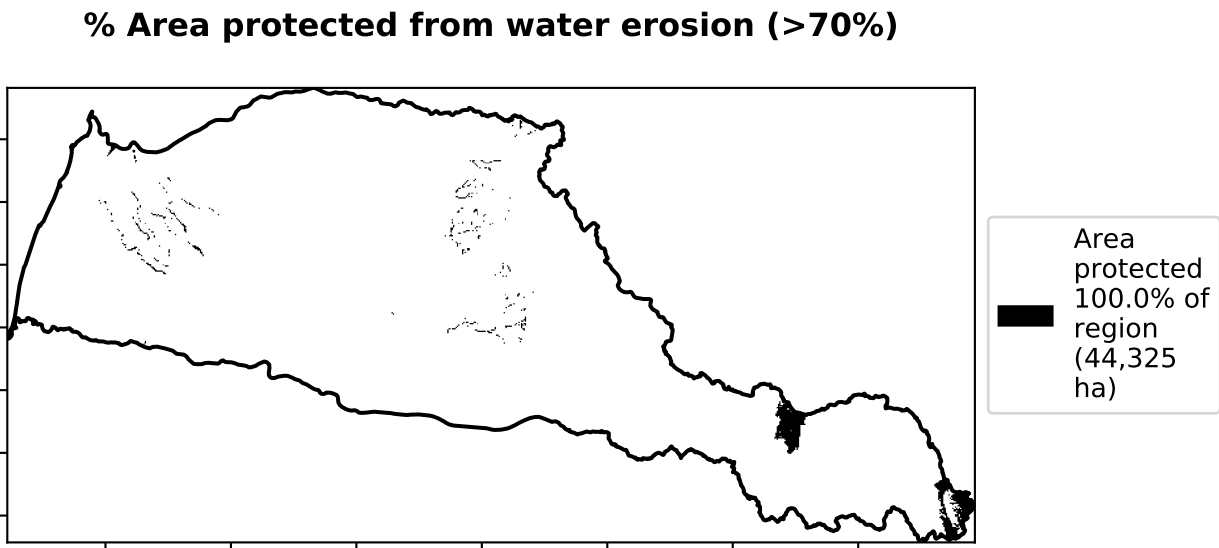 % Area protected from water erosion (>70%)
Area
protected
100.0% of
region
(44,325
ha)